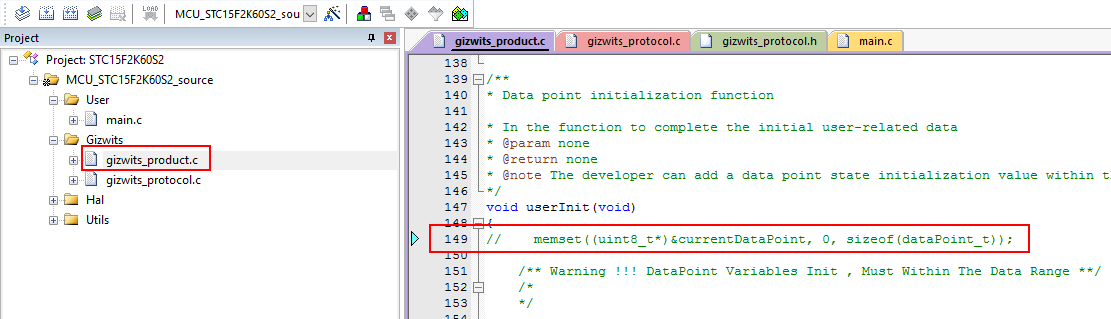 LOAD
MCU_STC15F2K60S2_sou
Project
Project: STC15F2K60S2
MCU_STC15F2K60S2_source
User
main.c
Gizwits
gizwits_product.c
gizwits_protocol.c
Hal
Utils
gizwits_product.c gizwits_protocol.c gizwits_protocol.h main.c
138
139 /**
140 * Data point initialization function
141
142 * In the function to complete the initial user-related data
143 * @param none
144 * @return none
145 * @note The developer can add a data point state initialization value within
146 */
147 void userInit(void)
148 {
149 // memset((uint8_t*)&currentDataPoint, 0, sizeof(dataPoint_t));
150
151 /** Warning !!! DataPoint Variables Init , Must Within The Data Range **/
152 /*
153 */
154